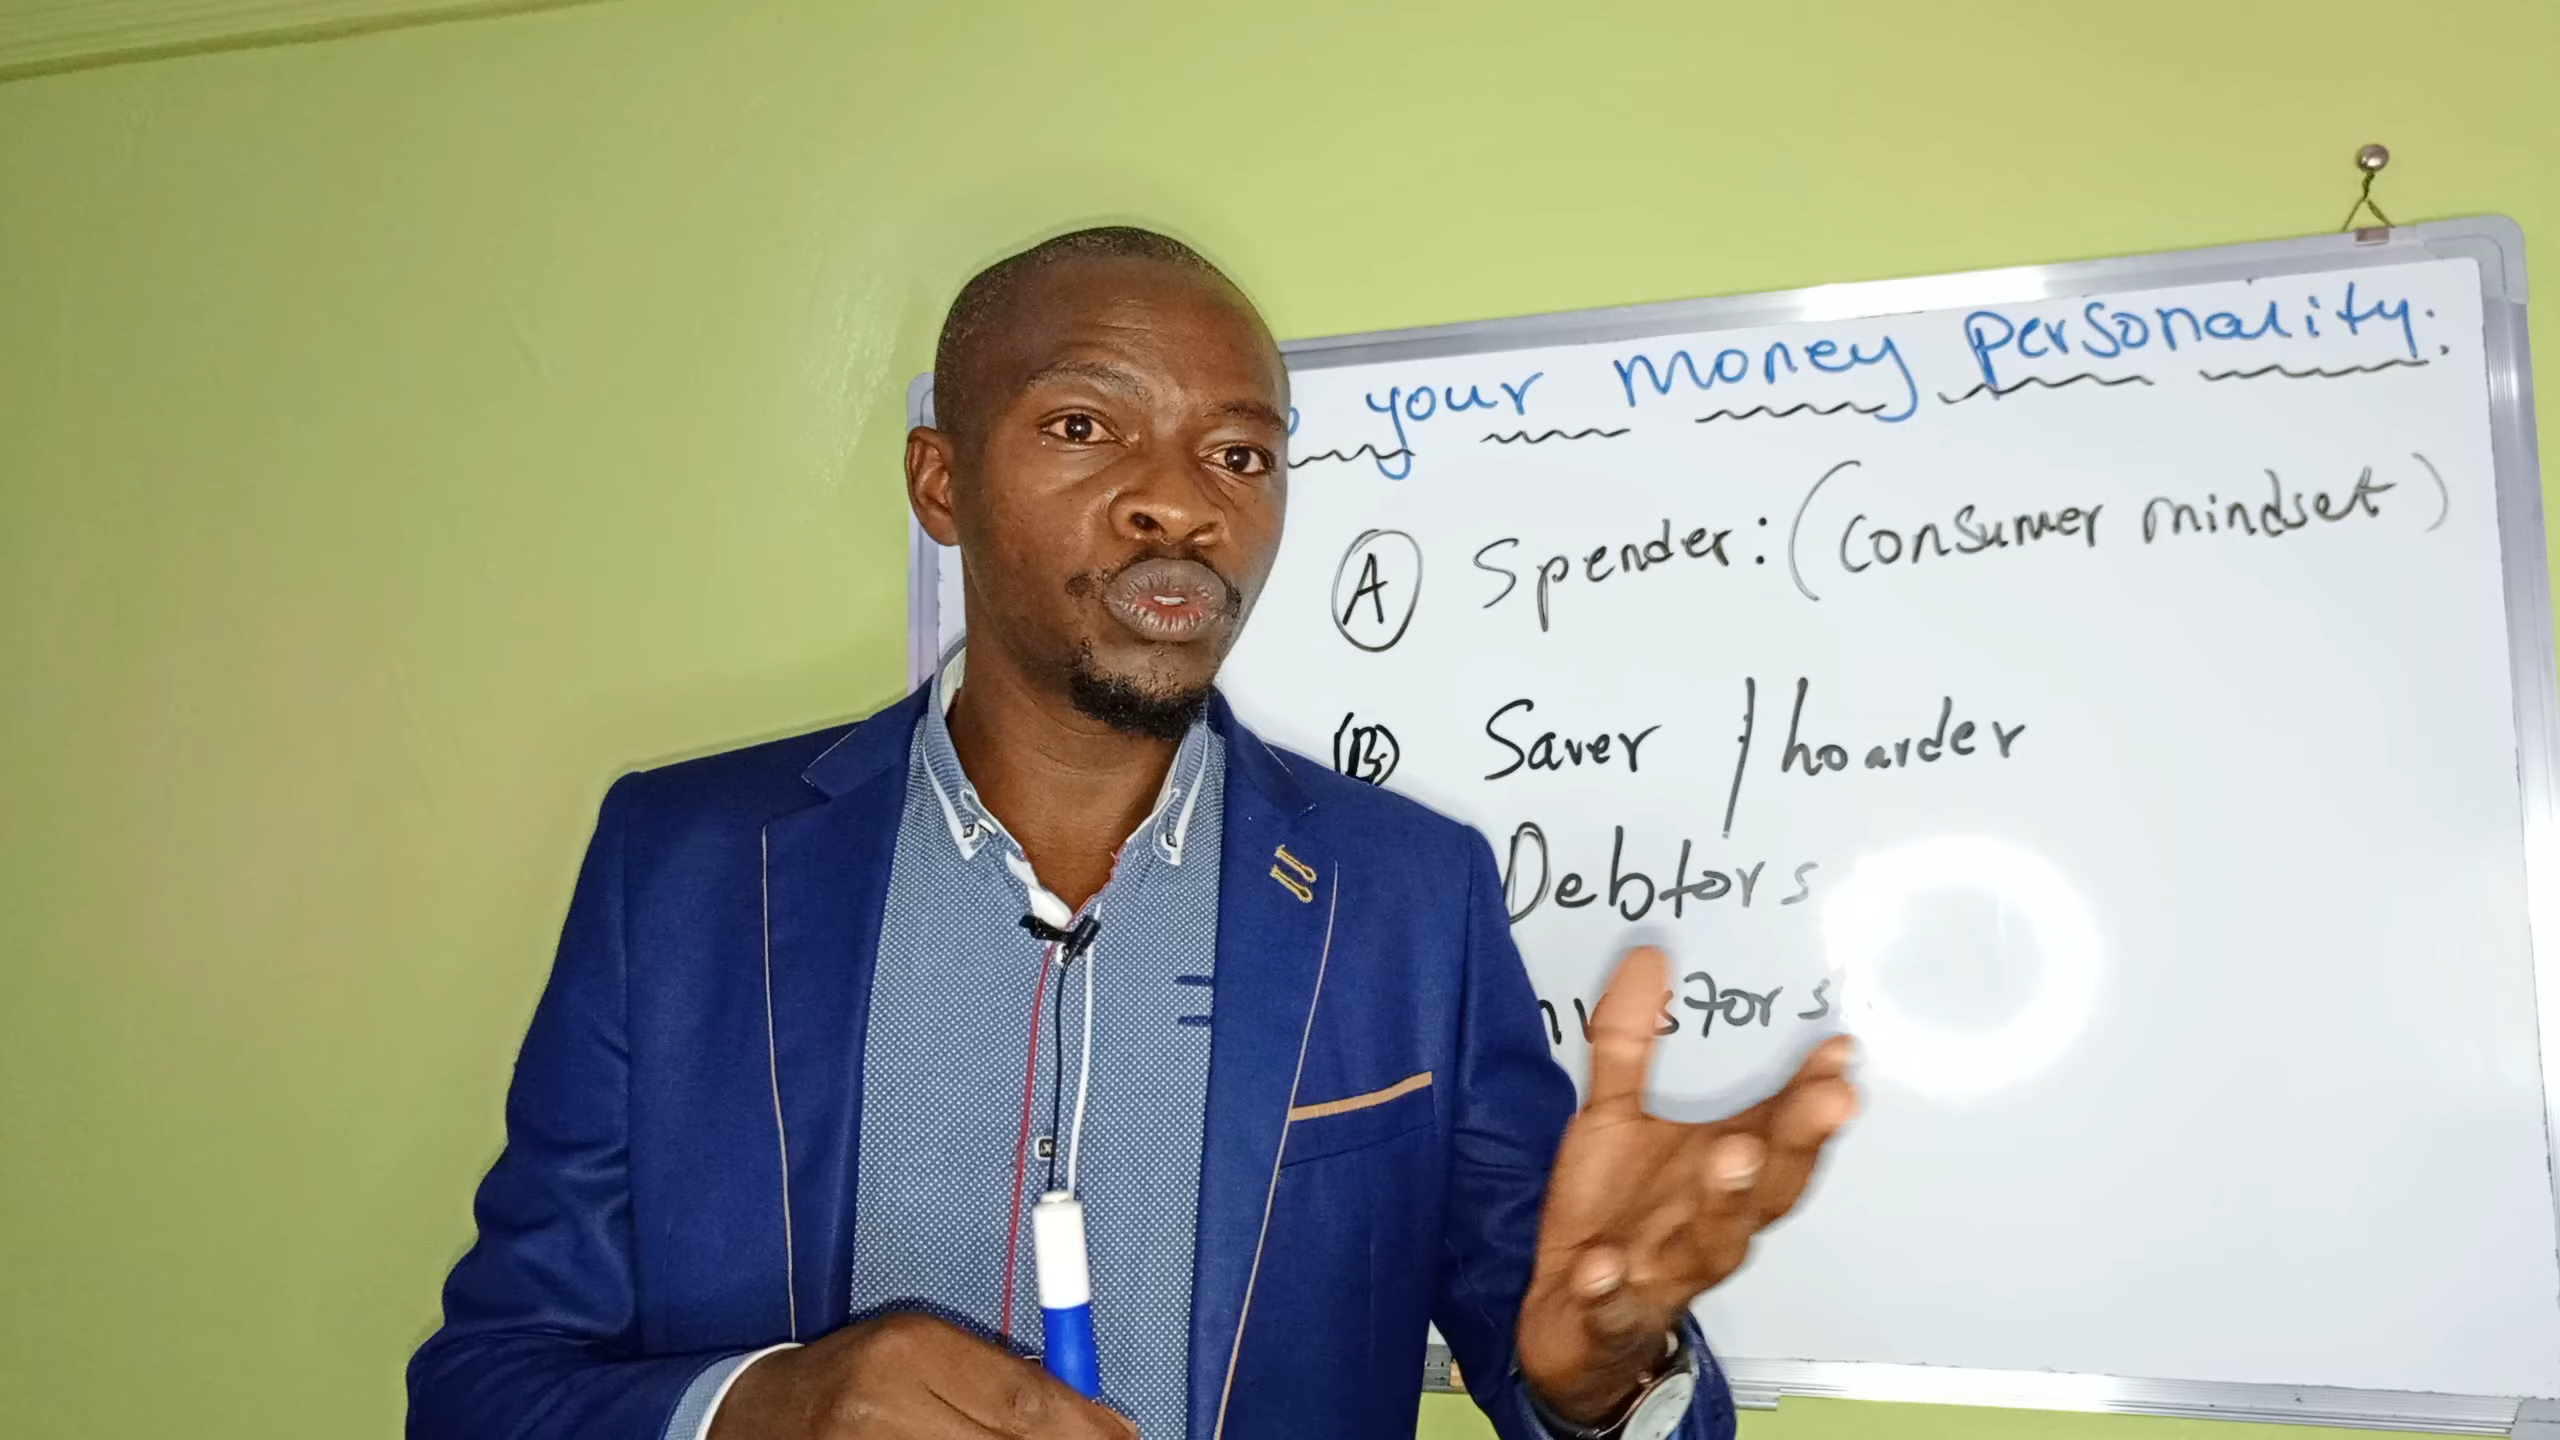 your money personality.
(A) Spender: (consumer mindset)
(B) Saver / hoarder
Debtors